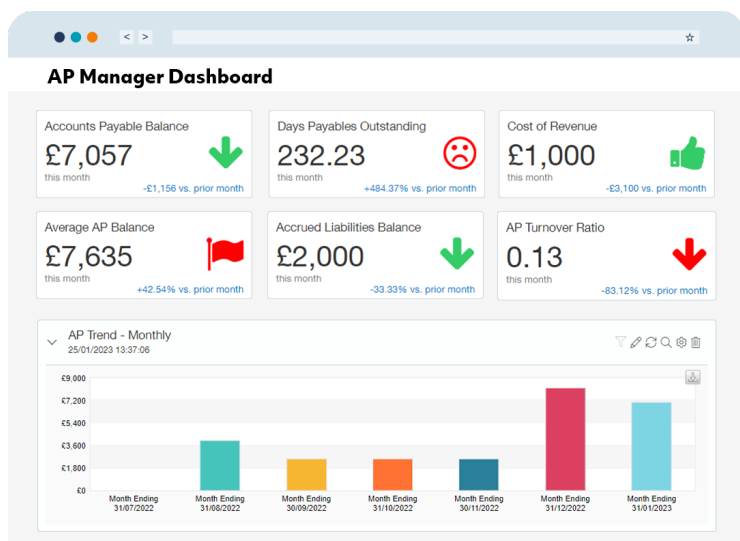 < >
AP Manager Dashboard
Accounts Payable Balance
£7,057
this month
-£1,156 vs. prior month
Days Payables Outstanding
232.23
this month
+484.37% vs. prior month
Cost of Revenue
£1,000
this month
-£3,100 vs. prior month
Average AP Balance
£7,635
this month
+42.54% vs. prior month
Accrued Liabilities Balance
£2,000
this month
-33.33% vs. prior month
AP Turnover Ratio
0.13
this month
-83.12% vs. prior month
AP Trend - Monthly
25/01/2023 13:37:06
£9,000
£7,200
£5,400
£3,600
£1,800
£0
Month Ending
31/07/2022
Month Ending
31/08/2022
Month Ending
30/09/2022
Month Ending
31/10/2022
Month Ending
30/11/2022
Month Ending
31/12/2022
Month Ending
31/01/2023